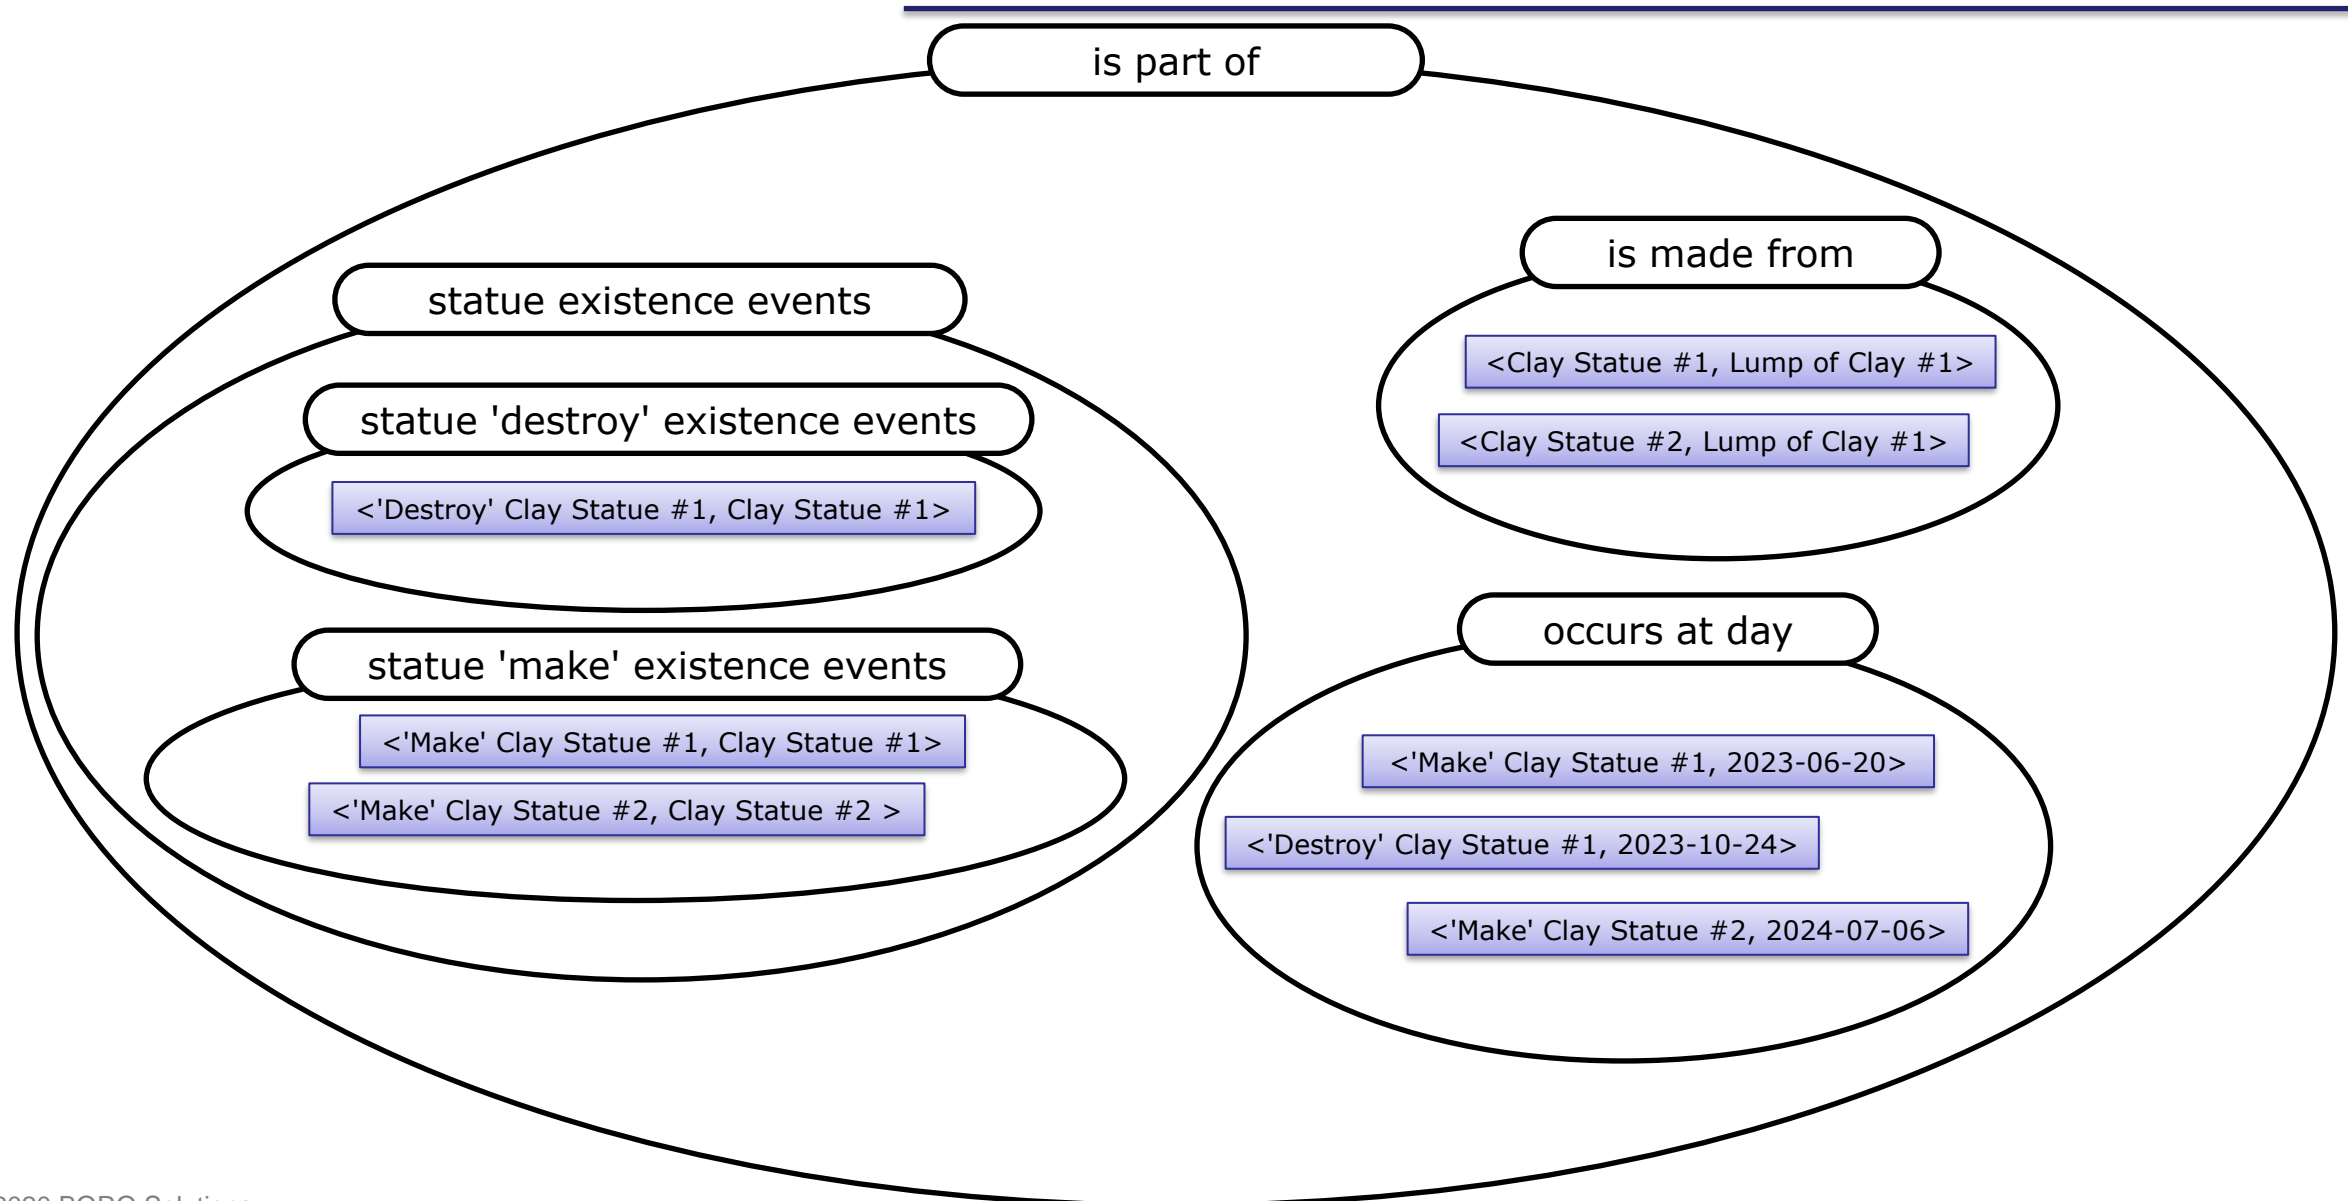 is part of
statue existence events
statue 'destroy' existence events
<'Destroy' Clay Statue #1, Clay Statue #1>
statue 'make' existence events
<'Make' Clay Statue #1, Clay Statue #1>
<'Make' Clay Statue #2, Clay Statue #2 >
is made from
<Clay Statue #1, Lump of Clay #1>
<Clay Statue #2, Lump of Clay #1>
occurs at day
<'Make' Clay Statue #1, 2023-06-20>
<'Destroy' Clay Statue #1, 2023-10-24>
<'Make' Clay Statue #2, 2024-07-06>